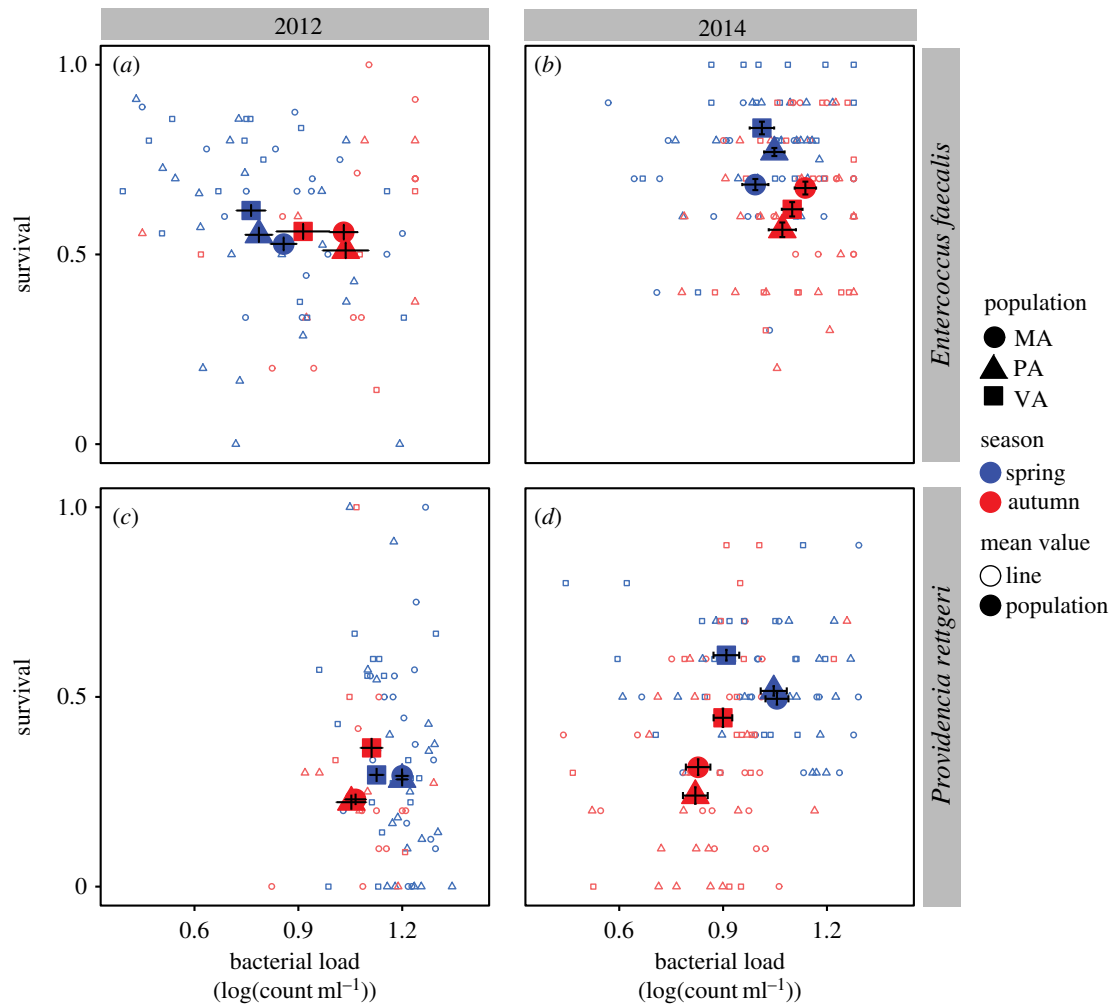 2012
2014
(a)
(b)
1.0
0.5
0
survival
Entercoccus faecalis
population
MA
PA
VA
season
spring
autumn
mean value
line
population
(c)
(d)
1.0
0.5
0
survival
Providencia rettgeri
0.6 0.9 1.2
0.6 0.9 1.2
bacterial load
(log(count ml⁻¹))
bacterial load
(log(count ml⁻¹))